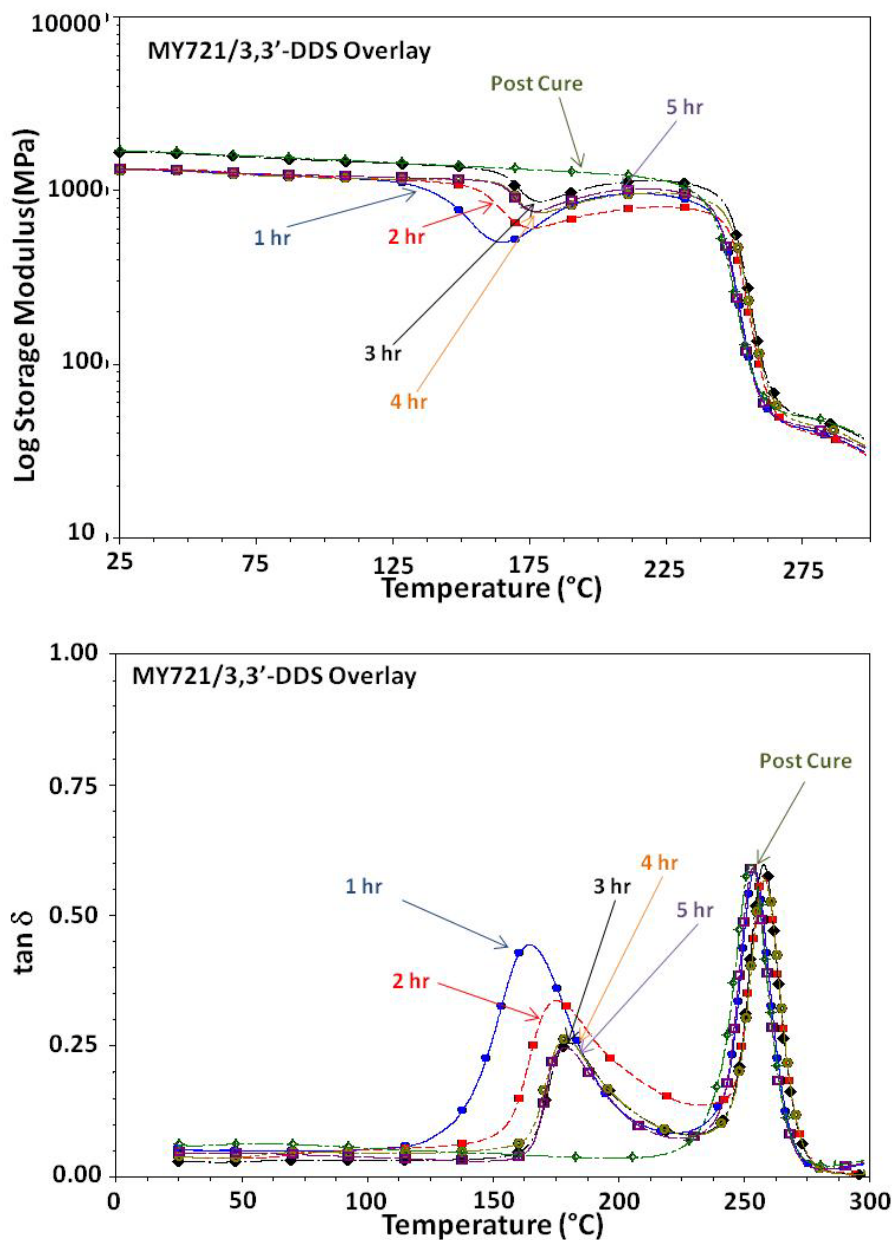 10000
MY721/3,3'-DDS Overlay
Post Cure
5 hr
1000
1 hr
2 hr
3 hr
4 hr
100
10
Log Storage Modulus(MPa)
25
75
125
175
225
275
Temperature (°C)
1.00
MY721/3,3'-DDS Overlay
Post Cure
0.75
4 hr
1 hr
3 hr
5 hr
0.50
2 hr
0.25
0.00
tan δ
0
50
100
150
200
250
300
Temperature (°C)